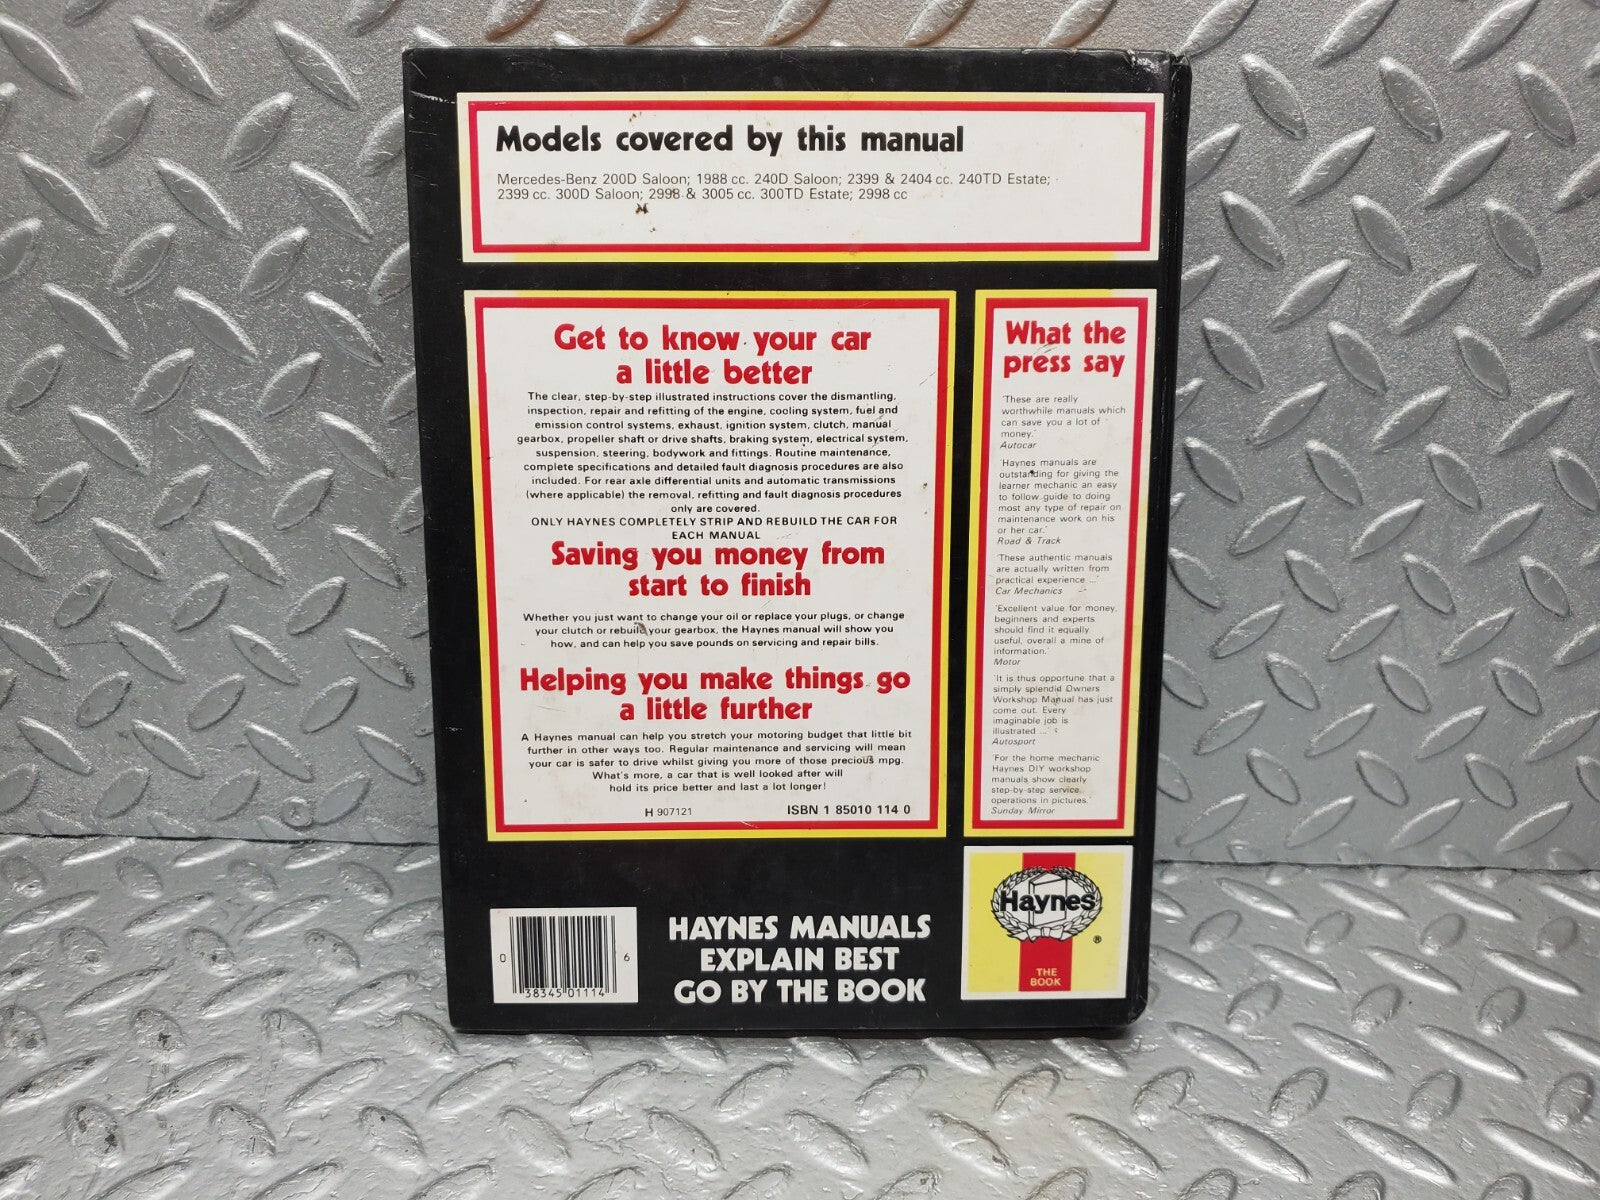 Models covered by this manual
Mercedes-Benz 200D Saloon; 1988 cc. 240D Saloon; 2399 & 2404 cc. 240TD Estate;
2399 cc. 300D Saloon; 2998 & 3005 cc. 300TD Estate; 2998 cc
Get to know your car
a little better
The clear, step-by-step illustrated instructions cover the dismantling,
inspection, repair and refitting of the engine, cooling system, fuel and
emission control systems, exhaust, ignition system, clutch, manual
gearbox, propeller shaft or drive shafts, braking system, electrical system,
suspension, steering, bodywork and fittings. Routine maintenance,
complete specifications and detailed fault diagnosis procedures are also
included. For rear axle differential units and automatic transmissions
(where applicable) the removal, refitting and fault diagnosis procedures
only are covered.
ONLY HAYNES COMPLETELY STRIP AND REBUILD THE CAR FOR
EACH MANUAL
Saving you money from
start to finish
Whether you just want to change your oil or replace your plugs, or change
your clutch or rebuild your gearbox, the Haynes manual will show you
how, and can help you save pounds on servicing and repair bills.
Helping you make things go
a little further
A Haynes manual can help you stretch your motoring budget that little bit
further in other ways too. Regular maintenance and servicing will mean
your car is safer to drive whilst giving you more of those precious mpg.
What's more, a car that is well looked after will
hold its price better and last a lot longer!
H 907121 ISBN 1 85010 114 0
What the
press say
'These are really
worthwhile manuals which
can save you a lot of
money.'
Autocar
'Haynes manuals are
outstanding for giving the
learner mechanic an easy
to follow guide to doing
most any type of repair on
maintenance work on his
or her car.'
Road & Track
'These authentic manuals
are actually written from
practical experience ...'
Car Mechanics
'Excellent value for money,
beginners and experts
should find it equally
useful, overall a mine of
information.'
Motor
'It is thus opportune that a
simply splendid Owners
Workshop Manual has just
come out. Every
imaginable job is
illustrated ...'
Autosport
'For the home mechanic
Haynes DIY workshop
manuals show clearly
step-by-step service
operations in pictures.'
Sunday Mirror
0 38345 01114 6
HAYNES MANUALS
EXPLAIN BEST
GO BY THE BOOK
Haynes
®
THE
BOOK